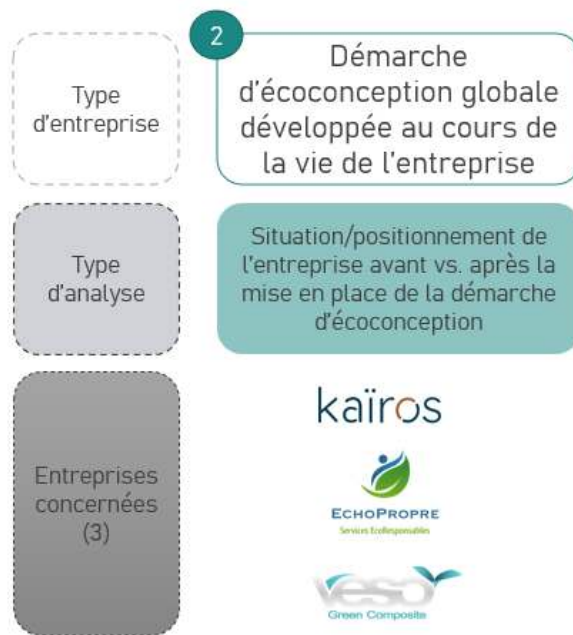 2
Type
d'entreprise
Démarche
d'écoconception globale
développée au cours de
la vie de l'entreprise
Type
d'analyse
Situation/positionnement de
l'entreprise avant vs. après la
mise en place de la démarche
d'écoconception
Entreprises
concernées
(3)
kaïros
ECHOPROPRE
Services EcoResponsables
veso
Green Composite